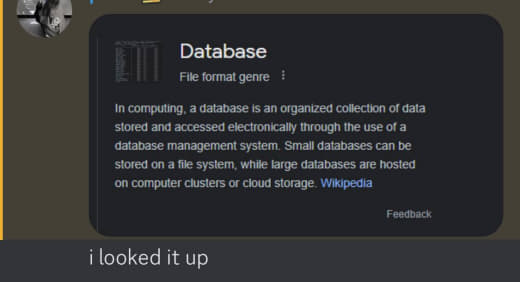 Database
File format genre
In computing, a database is an organized collection of data
stored and accessed electronically through the use of a
database management system. Small databases can be
stored on a file system, while large databases are hosted
on computer clusters or cloud storage. Wikipedia
Feedback
i looked it up